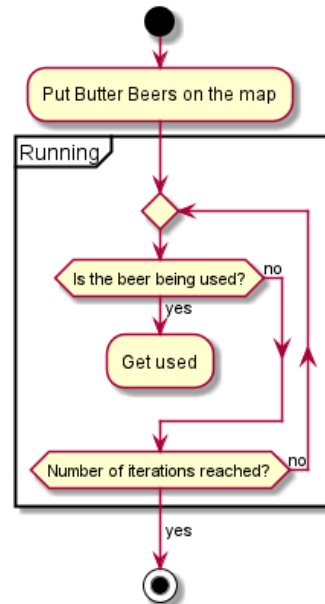 Put Butter Beers on the map
Running
Is the beer being used?
no
yes
Get used
Number of iterations reached?
no
yes